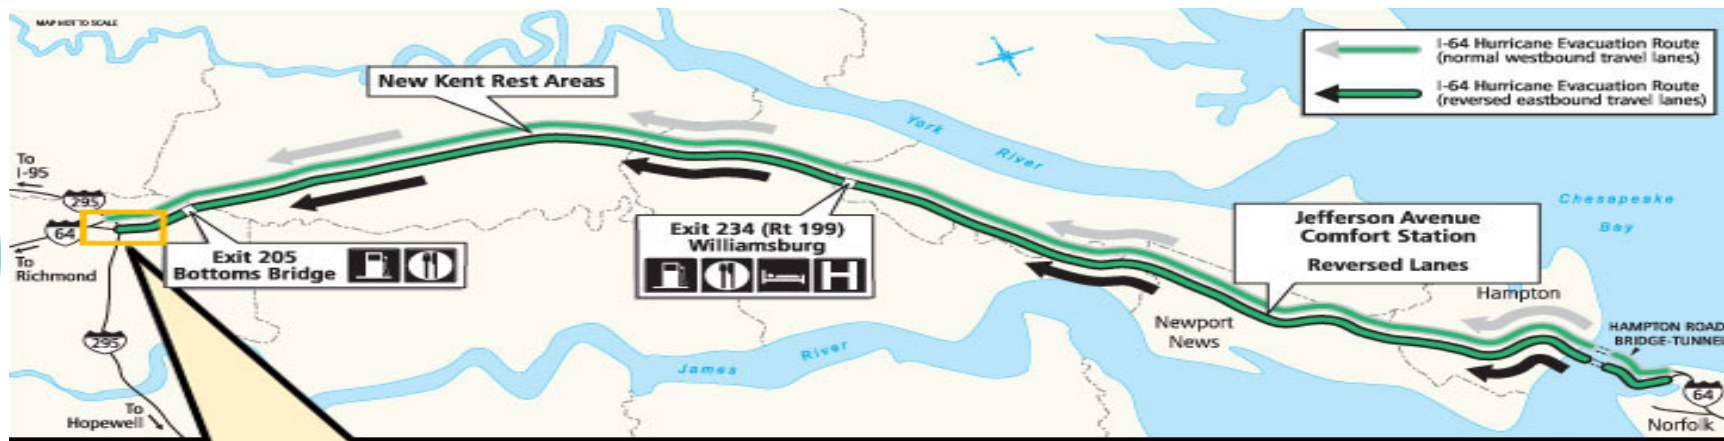 MAP NOT TO SCALE
I-64 Hurricane Evacuation Route
(normal westbound travel lanes)
I-64 Hurricane Evacuation Route
(reversed eastbound travel lanes)
New Kent Rest Areas
York
River
To
I-95
295
64
To
Richmond
Exit 205
Bottoms Bridge
Exit 234 (Rt 199)
Williamsburg
H
Chesapeake
Bay
Jefferson Avenue
Comfort Station
Reversed Lanes
Hampton
Newport
News
HAMPTON ROAD
BRIDGE-TUNNEL
295
James
River
To
Hopewell
64
Norfolk